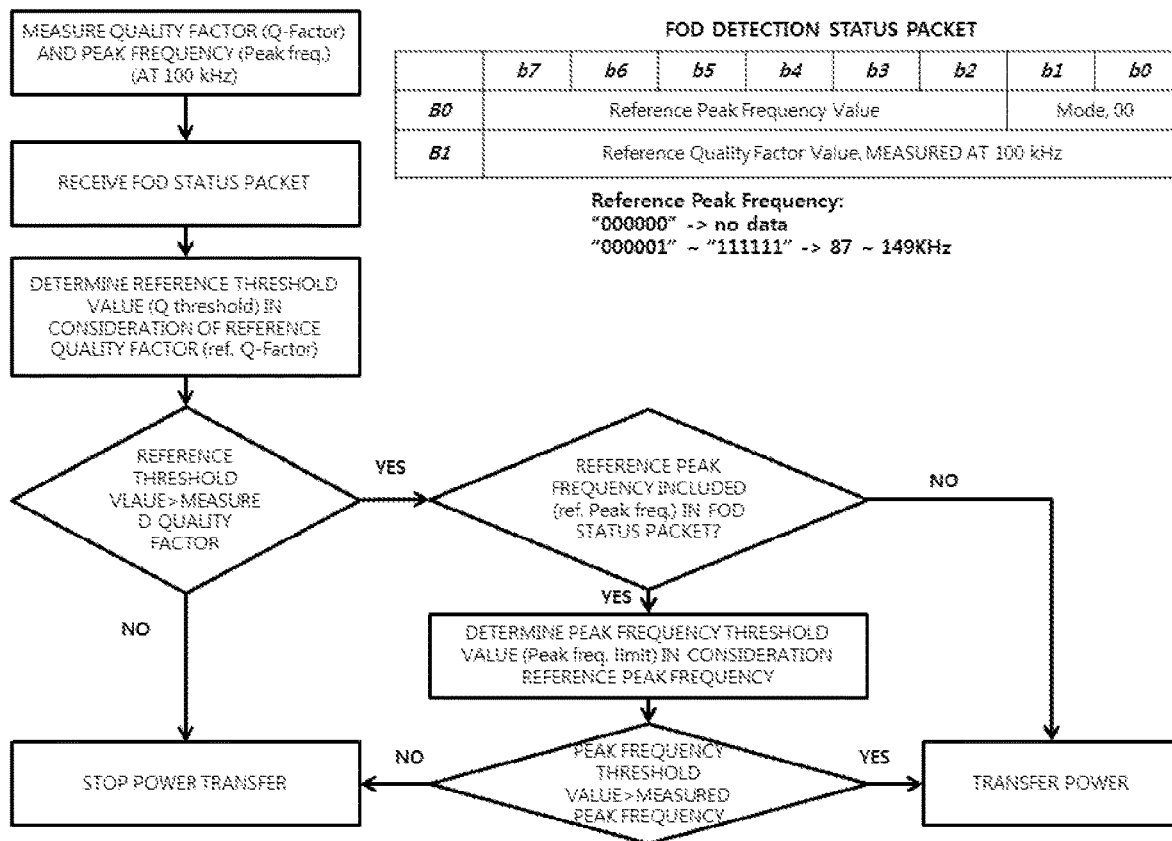 MEASURE QUALITY FACTOR (Q-Factor)
AND PEAK FREQUENCY (Peak freq.)
(AT 100 kHz)
RECEIVE FOD STATUS PACKET
DETERMINE REFERENCE THRESHOLD
VALUE (Q threshold) IN
CONSIDERATION OF REFERENCE
QUALITY FACTOR (ref. Q-Factor)
REFERENCE
THRESHOLD
VLAUE>MEASURE
D QUALITY
FACTOR
YES
NO
FOD DETECTION STATUS PACKET
b7 b6 b5 b4 b3 b2 b1 b0
B0 Reference Peak Frequency Value Mode, 00
B1 Reference Quality Factor Value, MEASURED AT 100 kHz
Reference Peak Frequency:
"000000" -> no data
"000001" ~ "111111" -> 87 ~ 149KHz
REFERENCE PEAK
FREQUENCY INCLUDED
(ref. Peak freq.) IN FOD
STATUS PACKET?
NO
YES
DETERMINE PEAK FREQUENCY THRESHOLD
VALUE (Peak freq. limit) IN CONSIDERATION
REFERENCE PEAK FREQUENCY
PEAK FREQUENCY
THRESHOLD
VALUE>MEASURED
PEAK FREQUENCY
NO
YES
STOP POWER TRANSFER
TRANSFER POWER